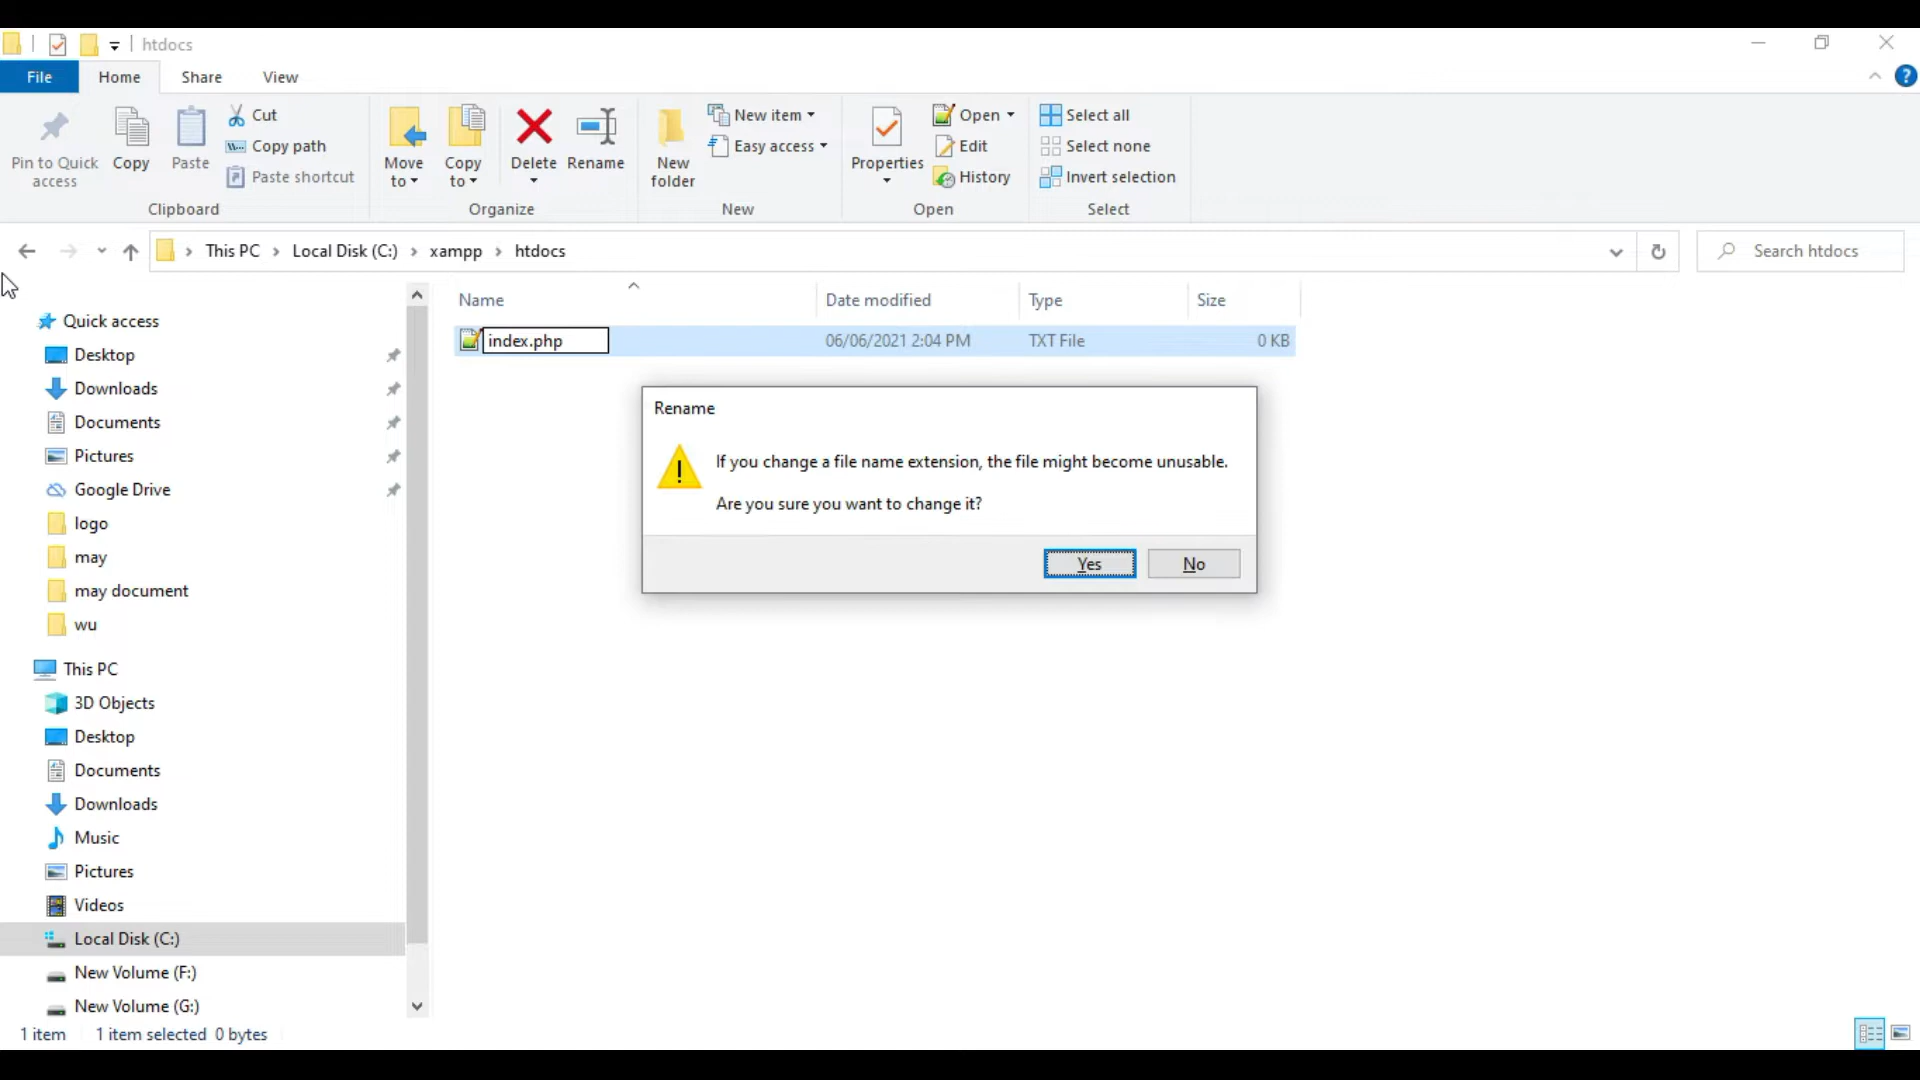 htdocs
File Home Share View
Pin to Quick access
Copy
Paste
Cut
Copy path
Paste shortcut
Clipboard
Move to
Copy to
Delete
Rename
Organize
New folder
New item
Easy access
New
Properties
Open
Edit
History
Open
Select all
Select none
Invert selection
Select
This PC Local Disk (C:) xampp htdocs
Search htdocs
Name Date modified Type Size
index.php 06/06/2021 2:04 PM TXT File 0 KB
Quick access
Desktop
Downloads
Documents
Pictures
Google Drive
logo
may
may document
wu
This PC
3D Objects
Desktop
Documents
Downloads
Music
Pictures
Videos
Local Disk (C:)
New Volume (F:)
New Volume (G:)
Rename
If you change a file name extension, the file might become unusable.
Are you sure you want to change it?
Yes No
1 item 1 item selected 0 bytes